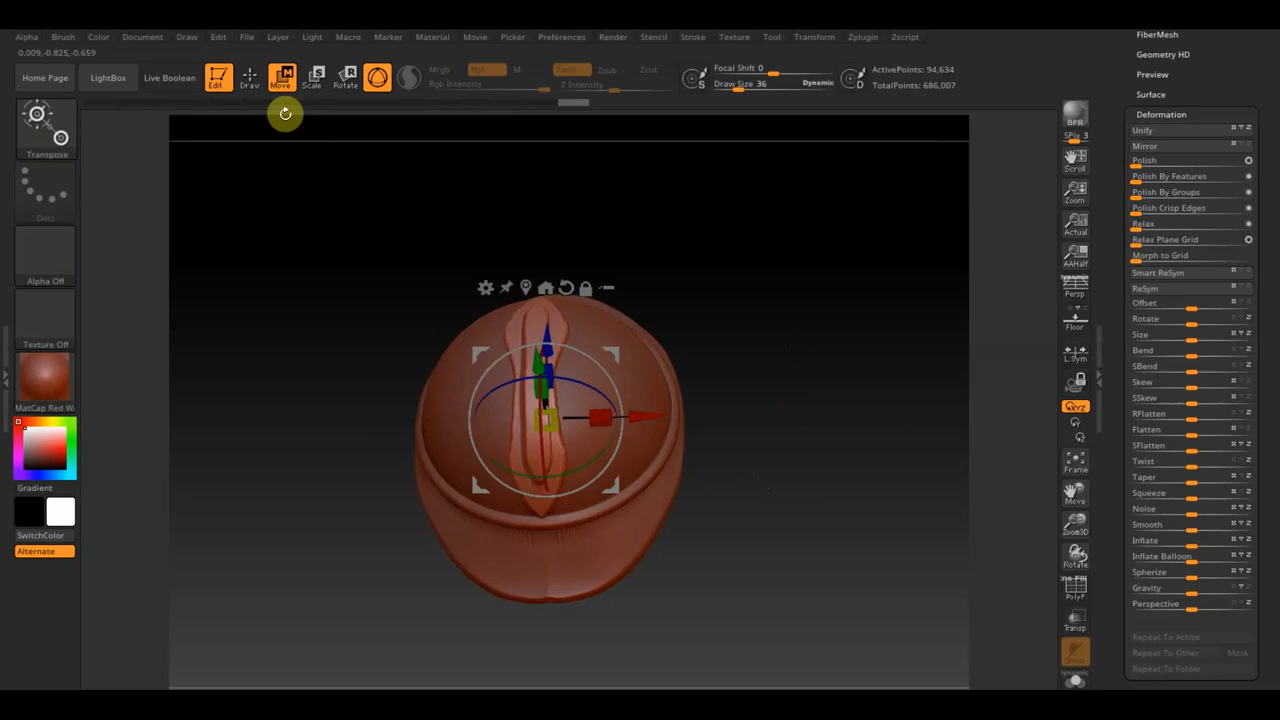 Alpha Brush Color Document Draw Edit File Layer Light Macro Marker Material Movie Picker Preferences Render Stencil Stroke Texture Tool Transform Zplugin Zscript
0.009,-0.825,-0.659
Home Page
LightBox
Live Boolean
Edit
Draw
Move
Scale
Rotate
Mrgb
Rgb
M
Rgb Intensity
Zadd
Zsub
Zcut
Z Intensity
S
Focal Shift 0
Draw Size 36
Dynamic
D
ActivePoints: 94,634
TotalPoints: 686,007
Transpose
Dots
Alpha Off
Texture Off
MatCap Red W
Gradient
SwitchColor
Alternate
BPR
SPix 3
Scroll
Zoom
Actual
AAHalf
Dynamic
Persp
Floor
L.Sym
XYZ
Frame
Move
Zoom3D
Rotate
PolyF
Transp
Dynamic
FiberMesh
Geometry HD
Preview
Surface
Deformation
Unify
Mirror
Polish
Polish By Features
Polish By Groups
Polish Crisp Edges
Relax
Relax Plane Grid
Morph to Grid
Smart ReSym
ReSym
Offset
Rotate
Size
Bend
SBend
Skew
SSkew
RFlatten
Flatten
SFlatten
Twist
Taper
Squeeze
Noise
Smooth
Inflate
Inflate Balloon
Spherize
Gravity
Perspective
Repeat To Active
Repeat To Other Mask
Repeat To Folder